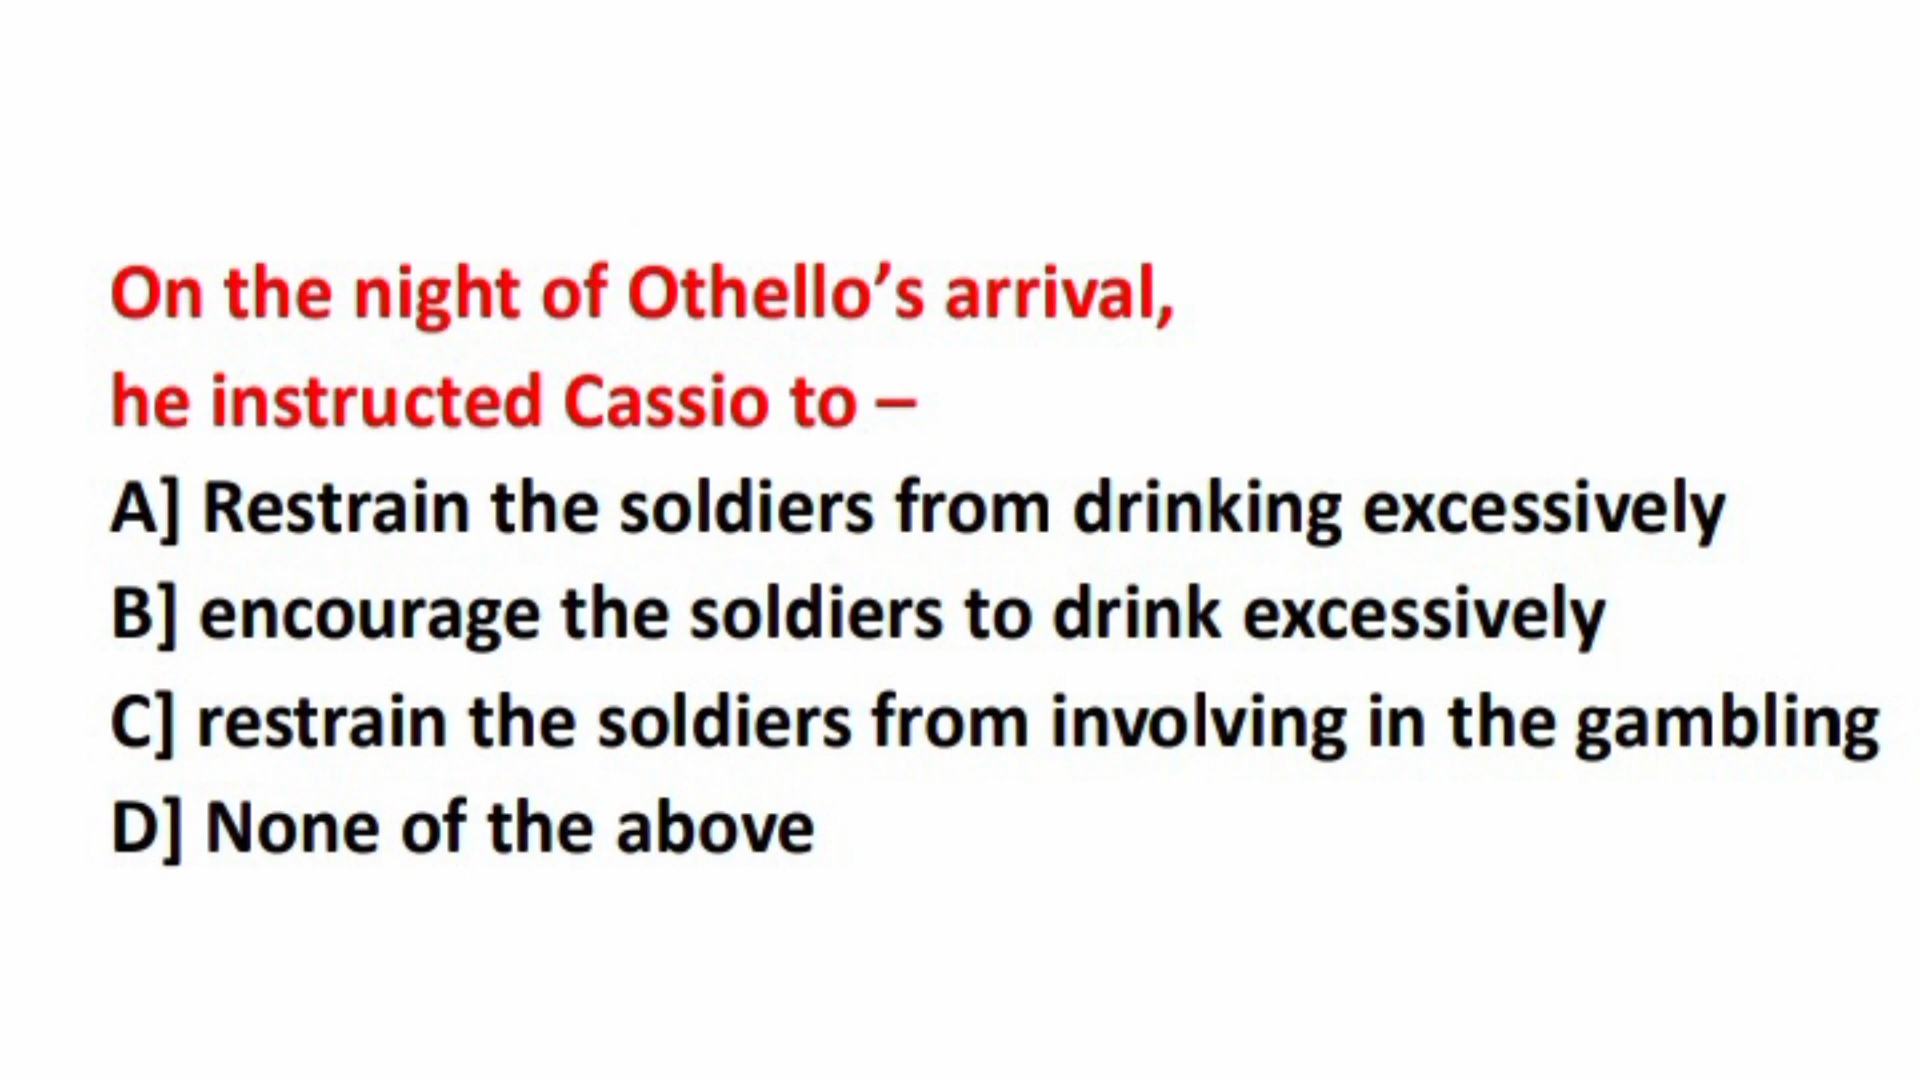 On the night of Othello’s arrival,
he instructed Cassio to –
A] Restrain the soldiers from drinking excessively
B] encourage the soldiers to drink excessively
C] restrain the soldiers from involving in the gambling
D] None of the above